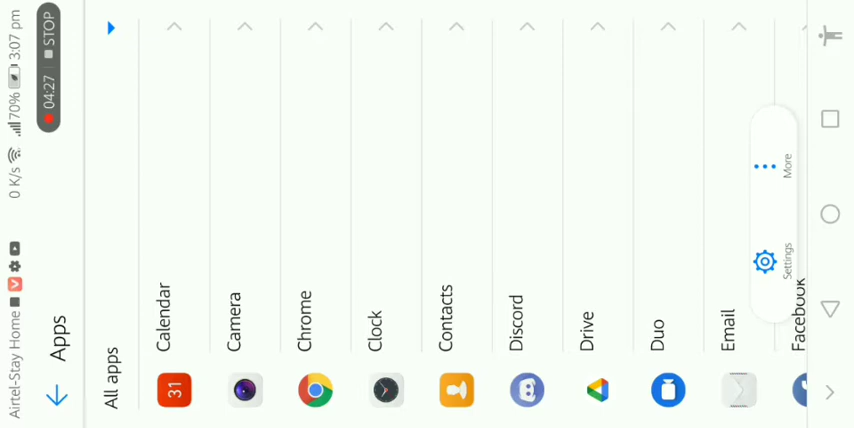 Airtel-Stay Home 0 K/s 70% 3:07 pm
04:27 STOP
Apps
All apps
31 Calendar
Camera
Chrome
Clock
Contacts
Discord
Drive
Duo
Email
Facebook
Settings More